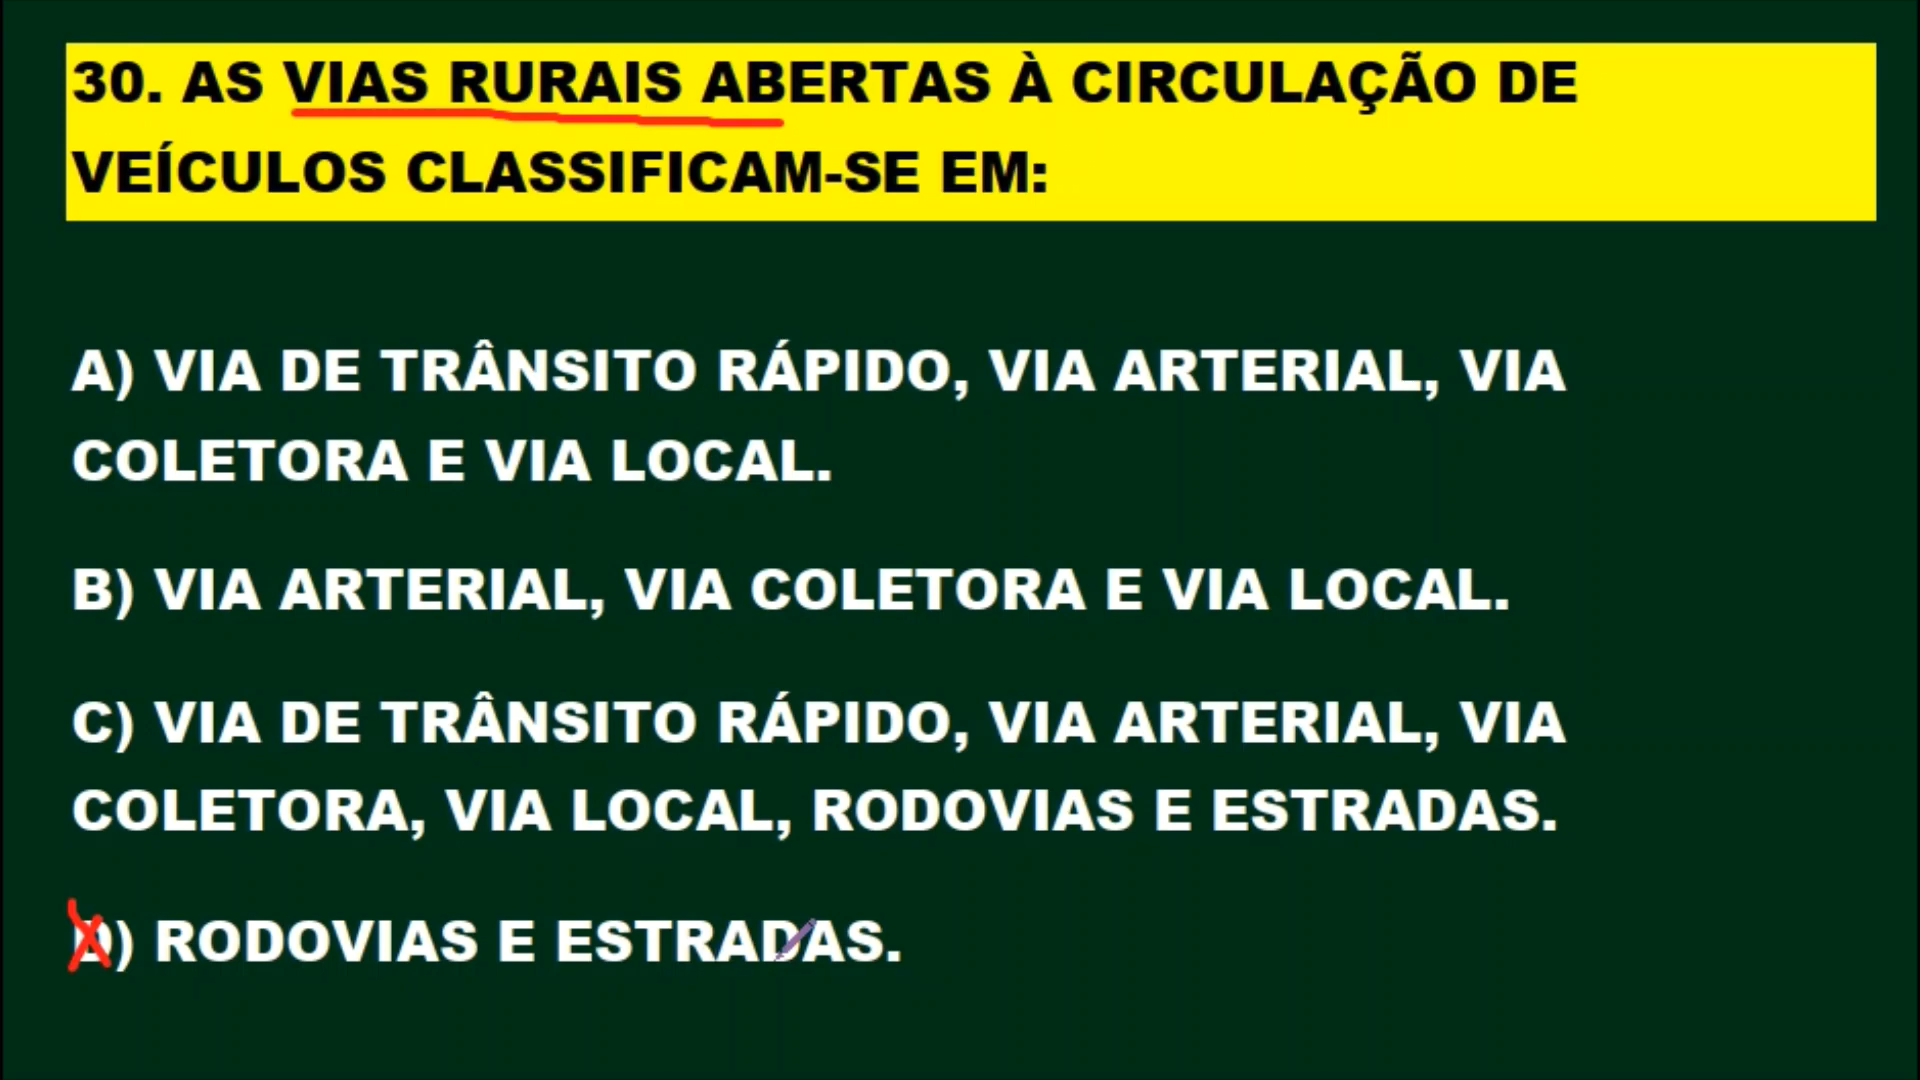 30. AS VIAS RURAIS ABERTAS À CIRCULAÇÃO DE
VEÍCULOS CLASSIFICAM-SE EM:
A) VIA DE TRÂNSITO RÁPIDO, VIA ARTERIAL, VIA
COLETORA E VIA LOCAL.
B) VIA ARTERIAL, VIA COLETORA E VIA LOCAL.
C) VIA DE TRÂNSITO RÁPIDO, VIA ARTERIAL, VIA
COLETORA, VIA LOCAL, RODOVIAS E ESTRADAS.
D) RODOVIAS E ESTRADAS.